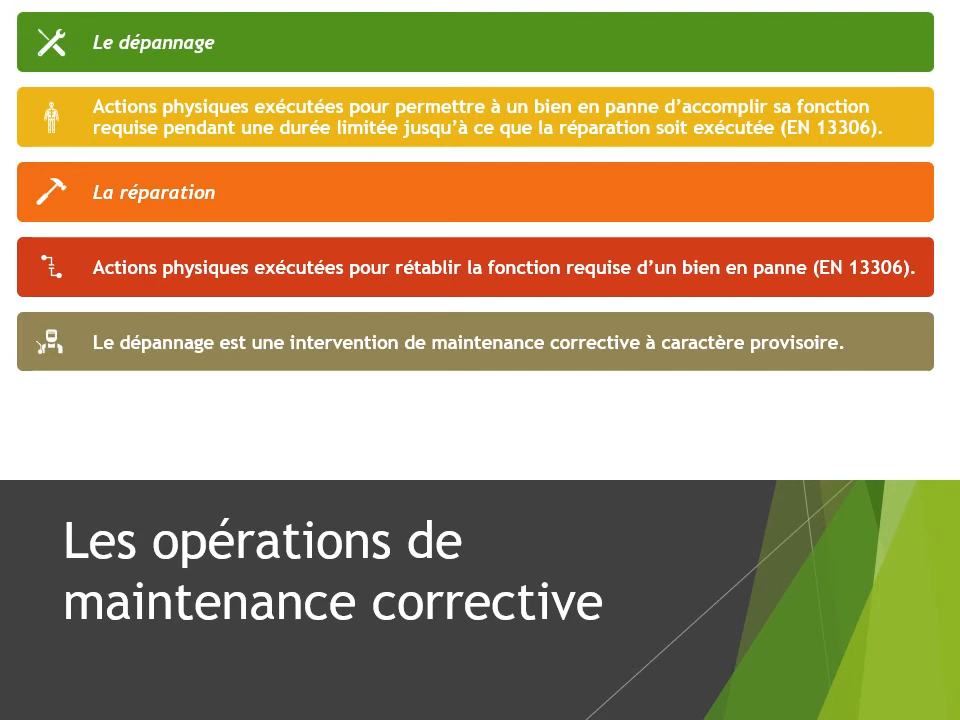 Le dépannage
Actions physiques exécutées pour permettre à un bien en panne d’accomplir sa fonction
requise pendant une durée limitée jusqu’à ce que la réparation soit exécutée (EN 13306).
La réparation
Actions physiques exécutées pour rétablir la fonction requise d’un bien en panne (EN 13306).
Le dépannage est une intervention de maintenance corrective à caractère provisoire.
Les opérations de
maintenance corrective